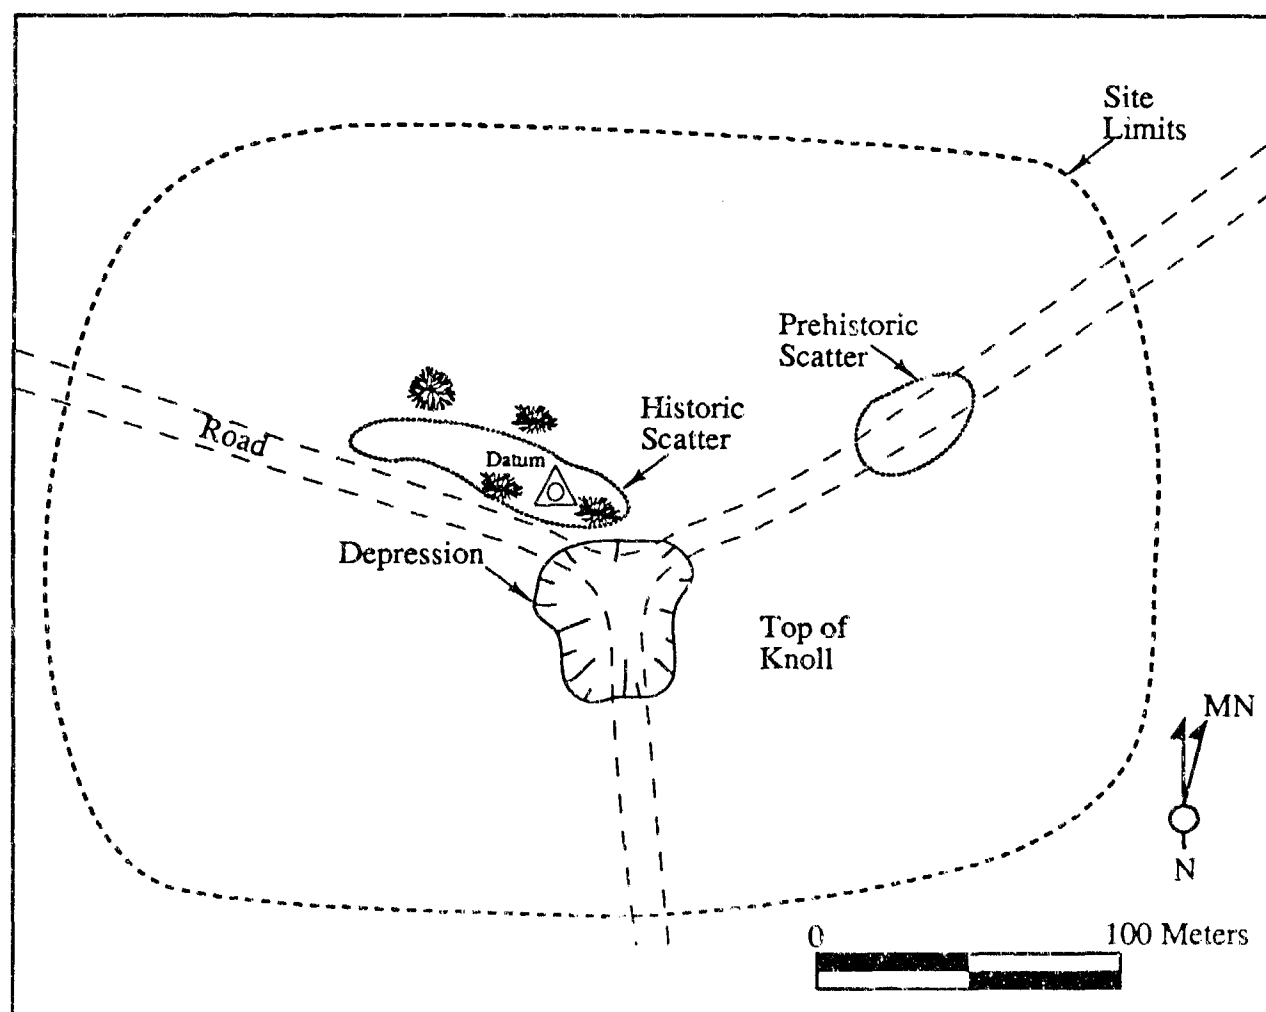 Site
Limits
Prehistoric
Scatter
Historic
Scatter
Road
Datum
Depression
Top of
Knoll
MN
N
0
100 Meters